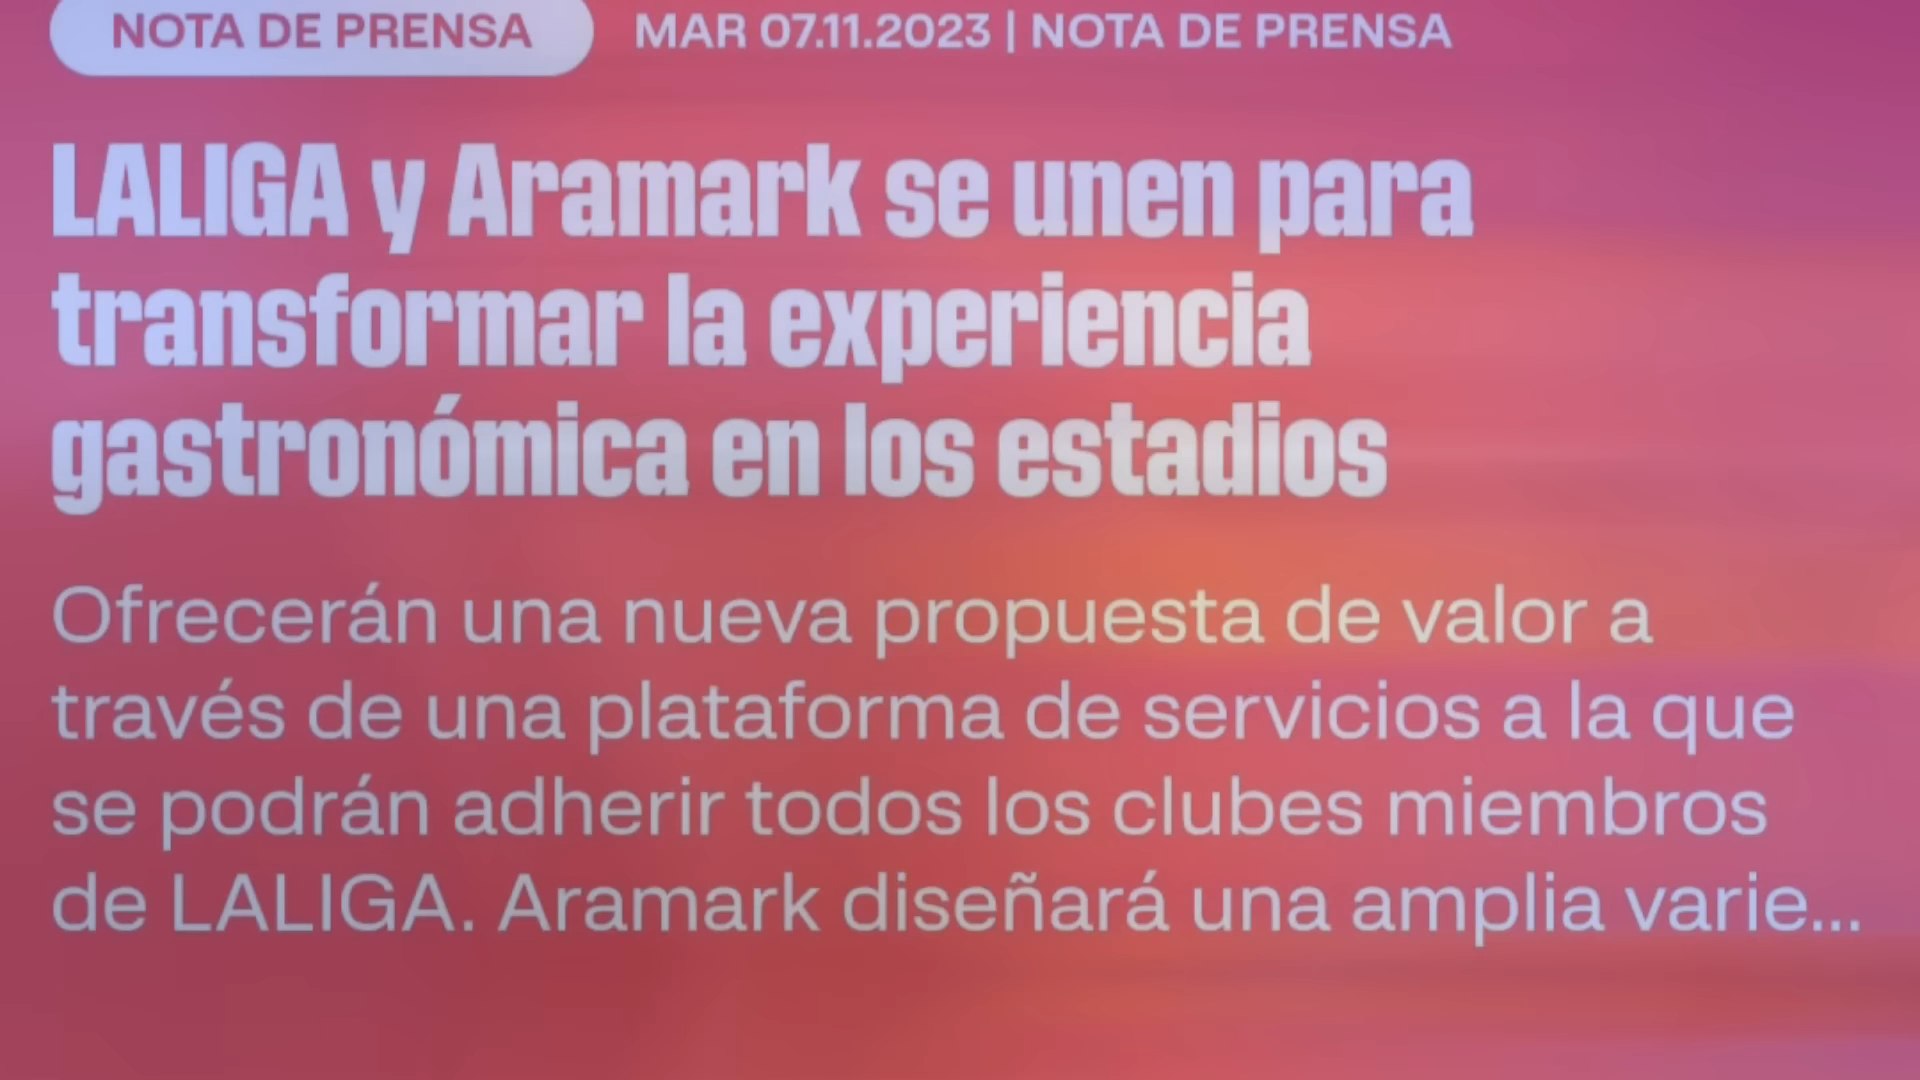 NOTA DE PRENSA MAR 07.11.2023 | NOTA DE PRENSA
LALIGA y Aramark se unen para
transformar la experiencia
gastronómica en los estadios
Ofrecerán una nueva propuesta de valor a
través de una plataforma de servicios a la que
se podrán adherir todos los clubes miembros
de LALIGA. Aramark diseñará una amplia varie...